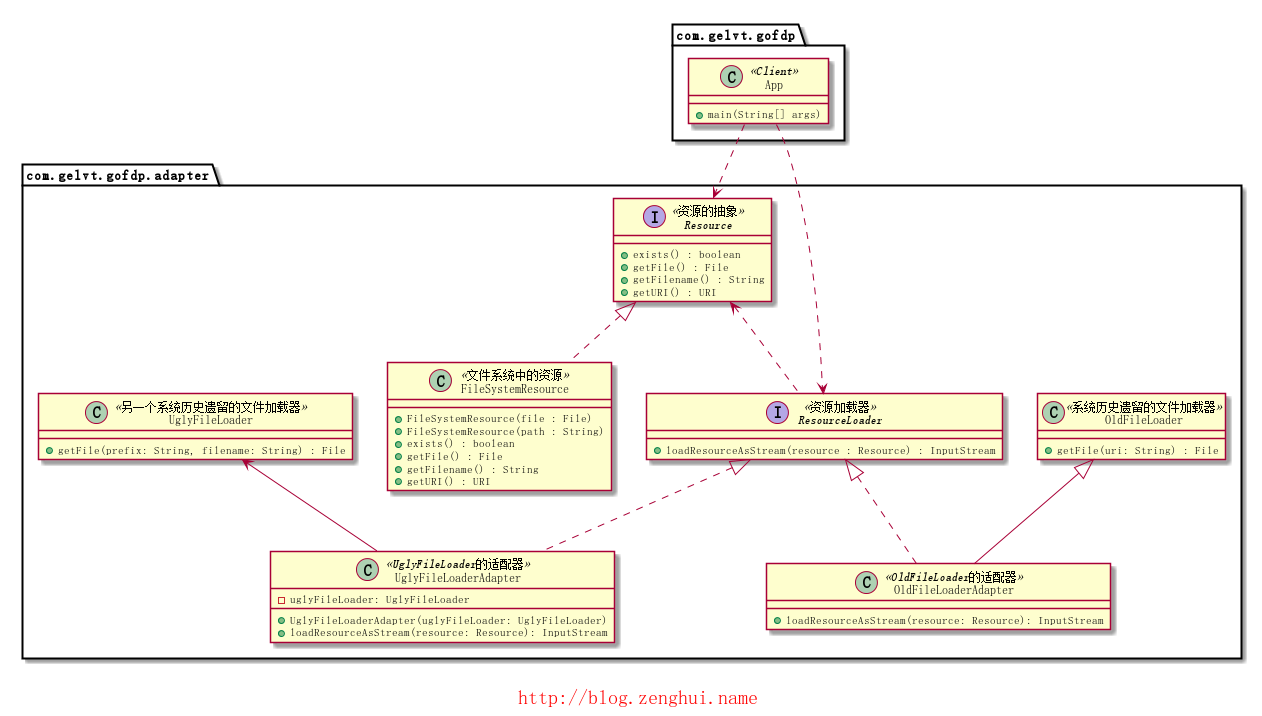 com.gelvt.gofdp
C
«Client»
App
main(String[] args)
com.gelvt.gofdp.adapter
I
«资源的抽象»
Resource
exists() : boolean
getFile() : File
getFilename() : String
getURI() : URI
C
«另一个系统历史遗留的文件加载器»
UglyFileLoader
getFile(prefix: String, filename: String) : File
C
«文件系统中的资源»
FileSystemResource
FileSystemResource(file : File)
FileSystemResource(path : String)
exists() : boolean
getFile() : File
getFilename() : String
getURI() : URI
I
«资源加载器»
ResourceLoader
loadResourceAsStream(resource : Resource) : InputStream
C
«系统历史遗留的文件加载器»
OldFileLoader
getFile(uri: String) : File
C
«UglyFileLoader的适配器»
UglyFileLoaderAdapter
uglyFileLoader: UglyFileLoader
UglyFileLoaderAdapter(uglyFileLoader: UglyFileLoader)
loadResourceAsStream(resource: Resource): InputStream
C
«OldFileLoader的适配器»
OldFileLoaderAdapter
loadResourceAsStream(resource: Resource): InputStream
http://blog.zenghui.name